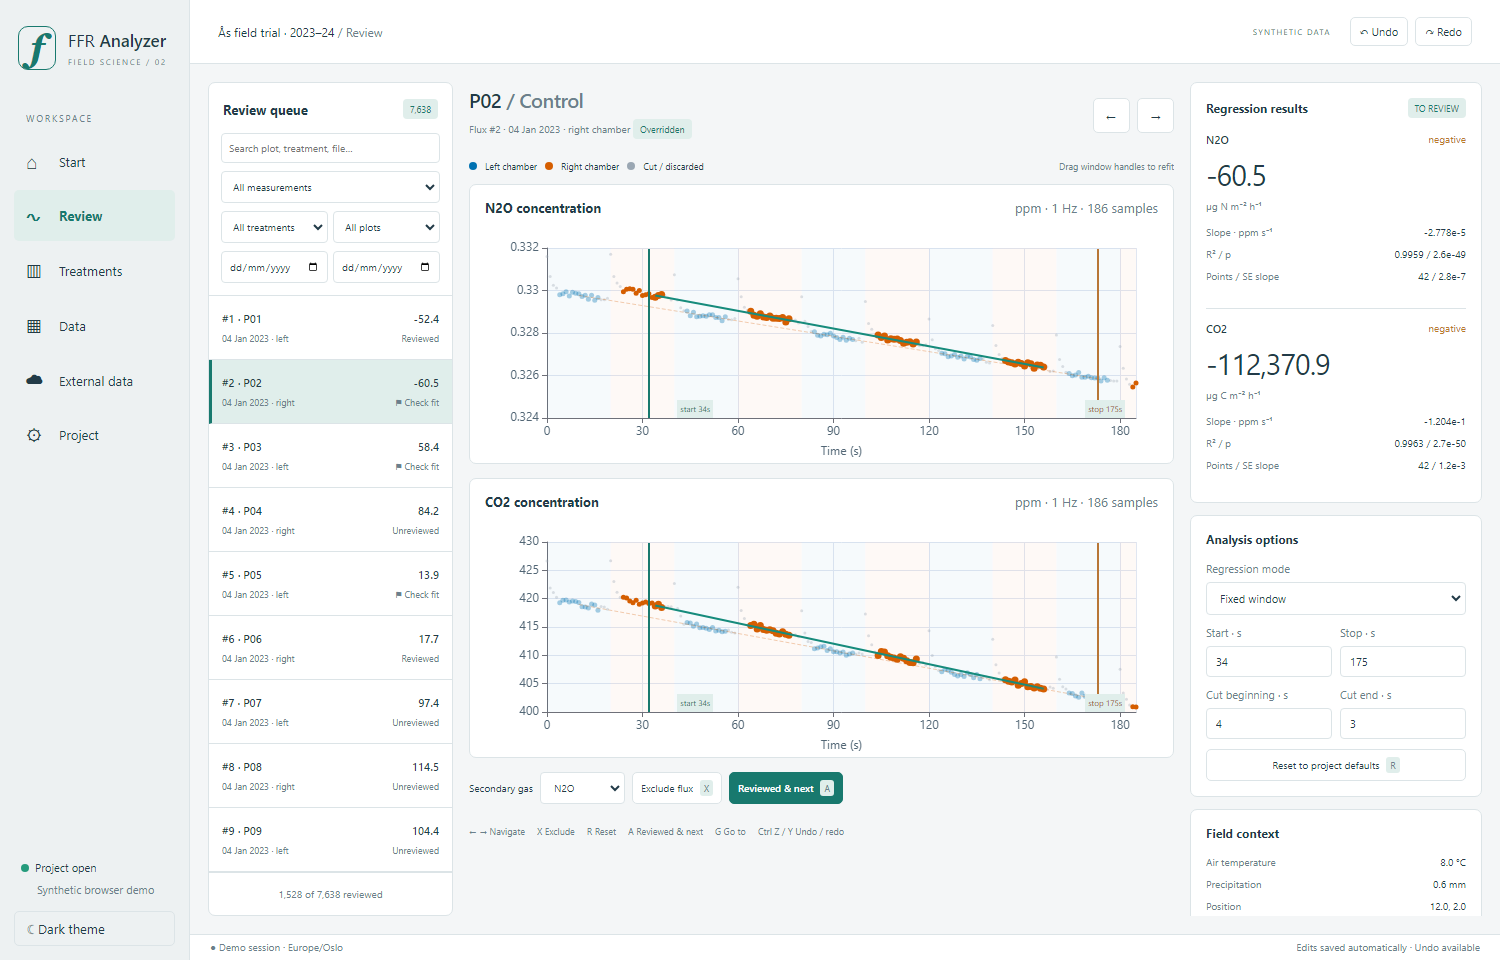 f FFR Analyzer
FIELD SCIENCE / 02
WORKSPACE
Start
Review
Treatments
Data
External data
Project
Project open
Synthetic browser demo
Dark theme
Ås field trial · 2023–24 / Review
SYNTHETIC DATA
Undo
Redo
Review queue
7,638
Search plot, treatment, file...
All measurements
All treatments
All plots
dd/mm/yyyy
dd/mm/yyyy
#1 · P01 -52.4
04 Jan 2023 · left Reviewed
#2 · P02 -60.5
04 Jan 2023 · right Check fit
#3 · P03 58.4
04 Jan 2023 · left Check fit
#4 · P04 84.2
04 Jan 2023 · right Unreviewed
#5 · P05 13.9
04 Jan 2023 · left Check fit
#6 · P06 17.7
04 Jan 2023 · right Reviewed
#7 · P07 97.4
04 Jan 2023 · left Unreviewed
#8 · P08 114.5
04 Jan 2023 · right Unreviewed
#9 · P09 104.4
04 Jan 2023 · left Unreviewed
1,528 of 7,638 reviewed
P02 / Control
Flux #2 · 04 Jan 2023 · right chamber Overridden
← →
Left chamber Right chamber Cut / discarded
Drag window handles to refit
N2O concentration
ppm · 1 Hz · 186 samples
0.332
0.33
0.328
0.326
0.324
start 34s
stop 175s
0 30 60 90 120 150 180
Time (s)
CO2 concentration
ppm · 1 Hz · 186 samples
430
425
420
415
410
405
400
start 34s
stop 175s
0 30 60 90 120 150 180
Time (s)
Secondary gas
N2O
Exclude flux X
Reviewed & next A
← → Navigate X Exclude R Reset A Reviewed & next G Go to Ctrl Z / Y Undo / redo
Regression results
TO REVIEW
N2O negative
-60.5
µg N m⁻² h⁻¹
Slope · ppm s⁻¹ -2.778e-5
R² / p 0.9959 / 2.6e-49
Points / SE slope 42 / 2.8e-7
CO2 negative
-112,370.9
µg C m⁻² h⁻¹
Slope · ppm s⁻¹ -1.204e-1
R² / p 0.9963 / 2.7e-50
Points / SE slope 42 / 1.2e-3
Analysis options
Regression mode
Fixed window
Start · s Stop · s
34 175
Cut beginning · s Cut end · s
4 3
Reset to project defaults R
Field context
Air temperature 8.0 °C
Precipitation 0.6 mm
Position 12.0, 2.0
Demo session · Europe/Oslo
Edits saved automatically · Undo available